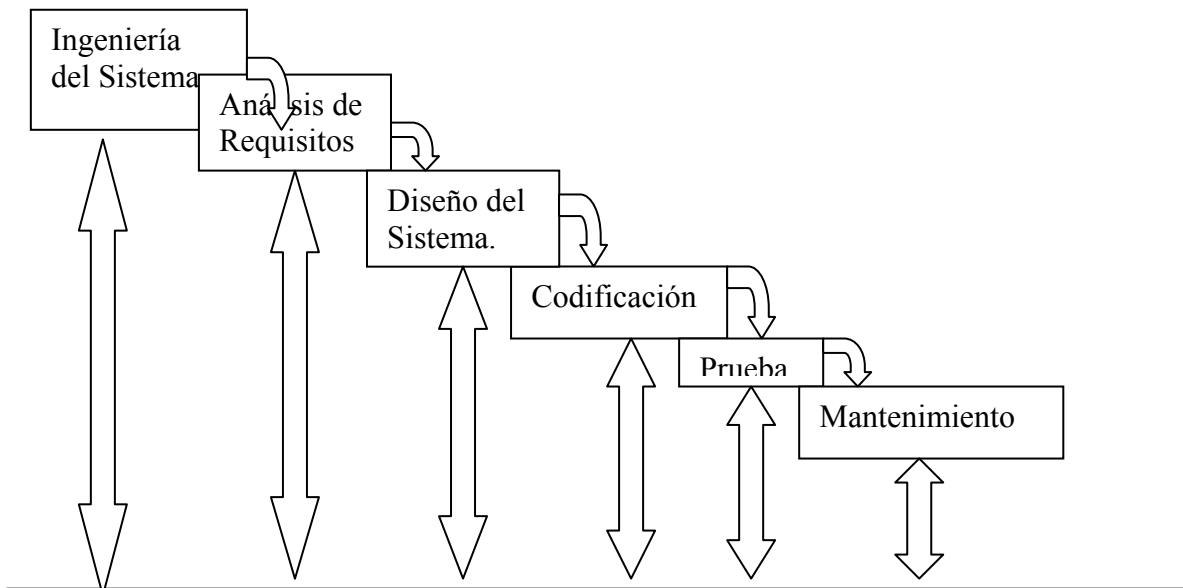 Ingeniería
del Sistema
Análisis de
Requisitos
Diseño del
Sistema.
Codificación
Prueba
Mantenimiento